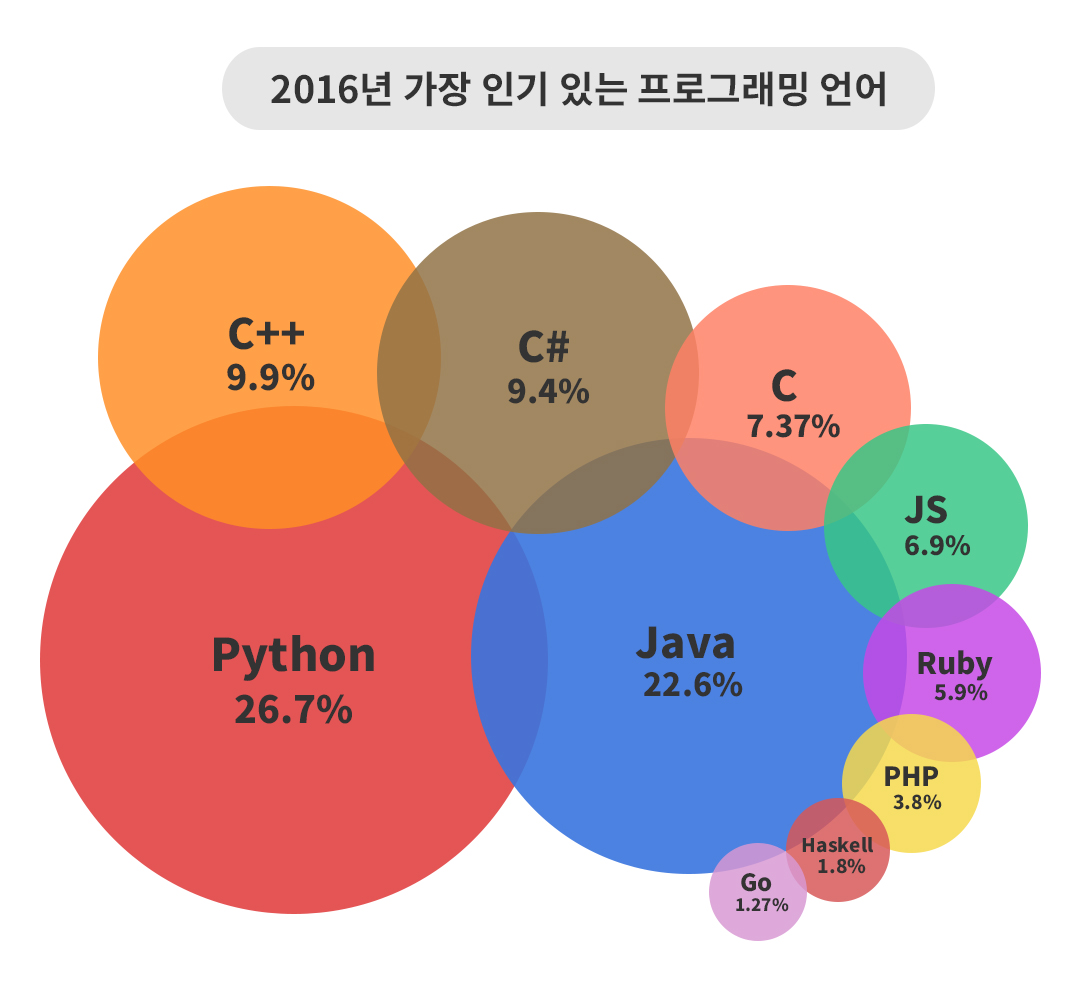 2016년 가장 인기 있는 프로그래밍 언어
C++
9.9%
C#
9.4%
C
7.37%
JS
6.9%
Python
26.7%
Java
22.6%
Ruby
5.9%
PHP
3.8%
Haskell
1.8%
Go
1.27%